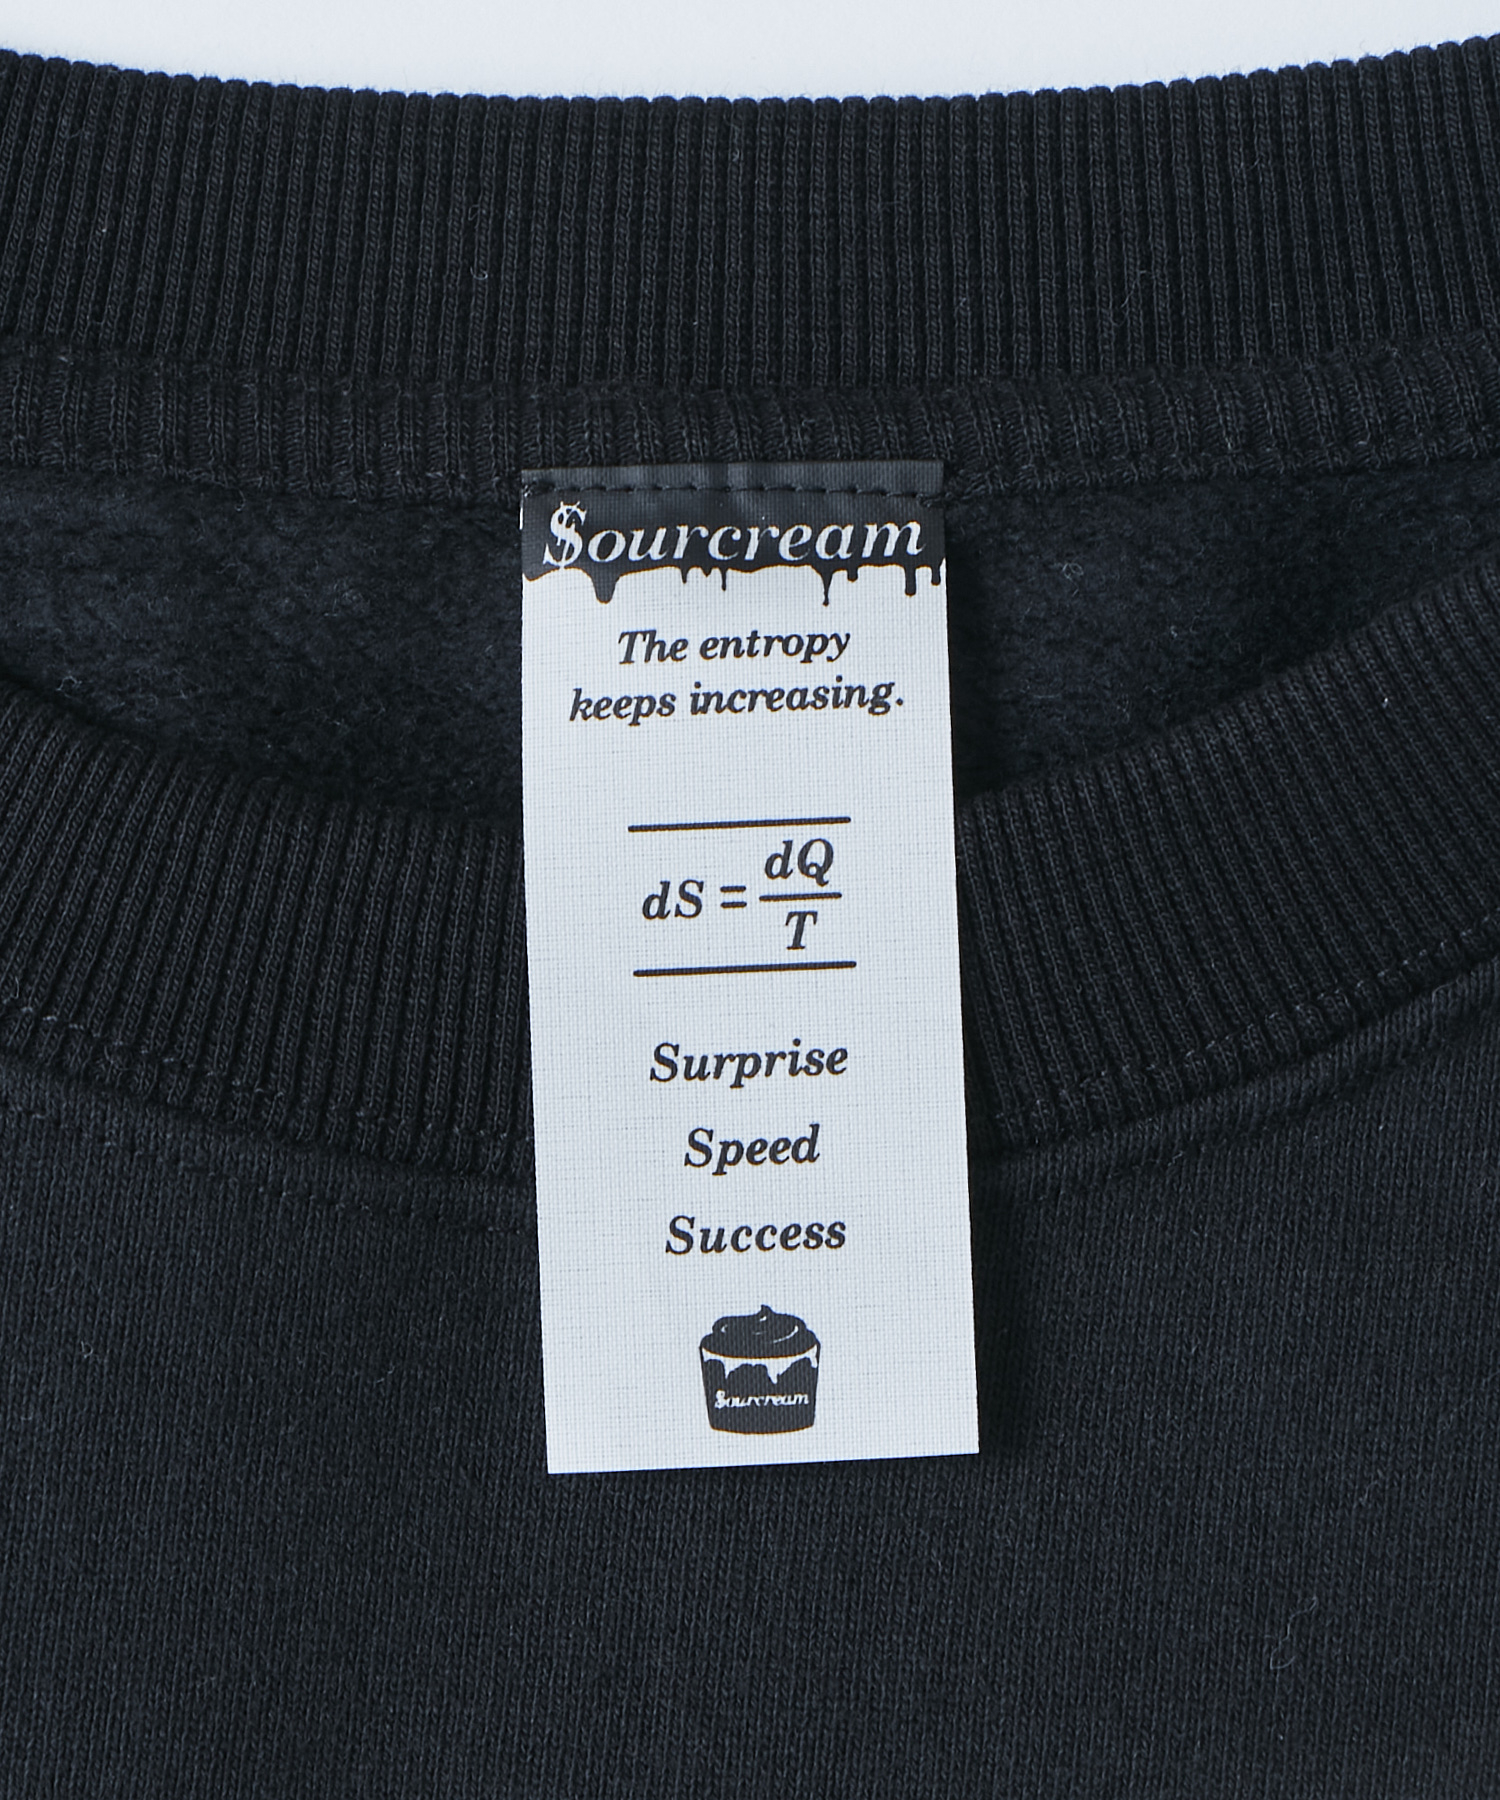 $ourcream
The entropy
keeps increasing.
dS = dQ/T
Surprise
Speed
Success
$ourcream